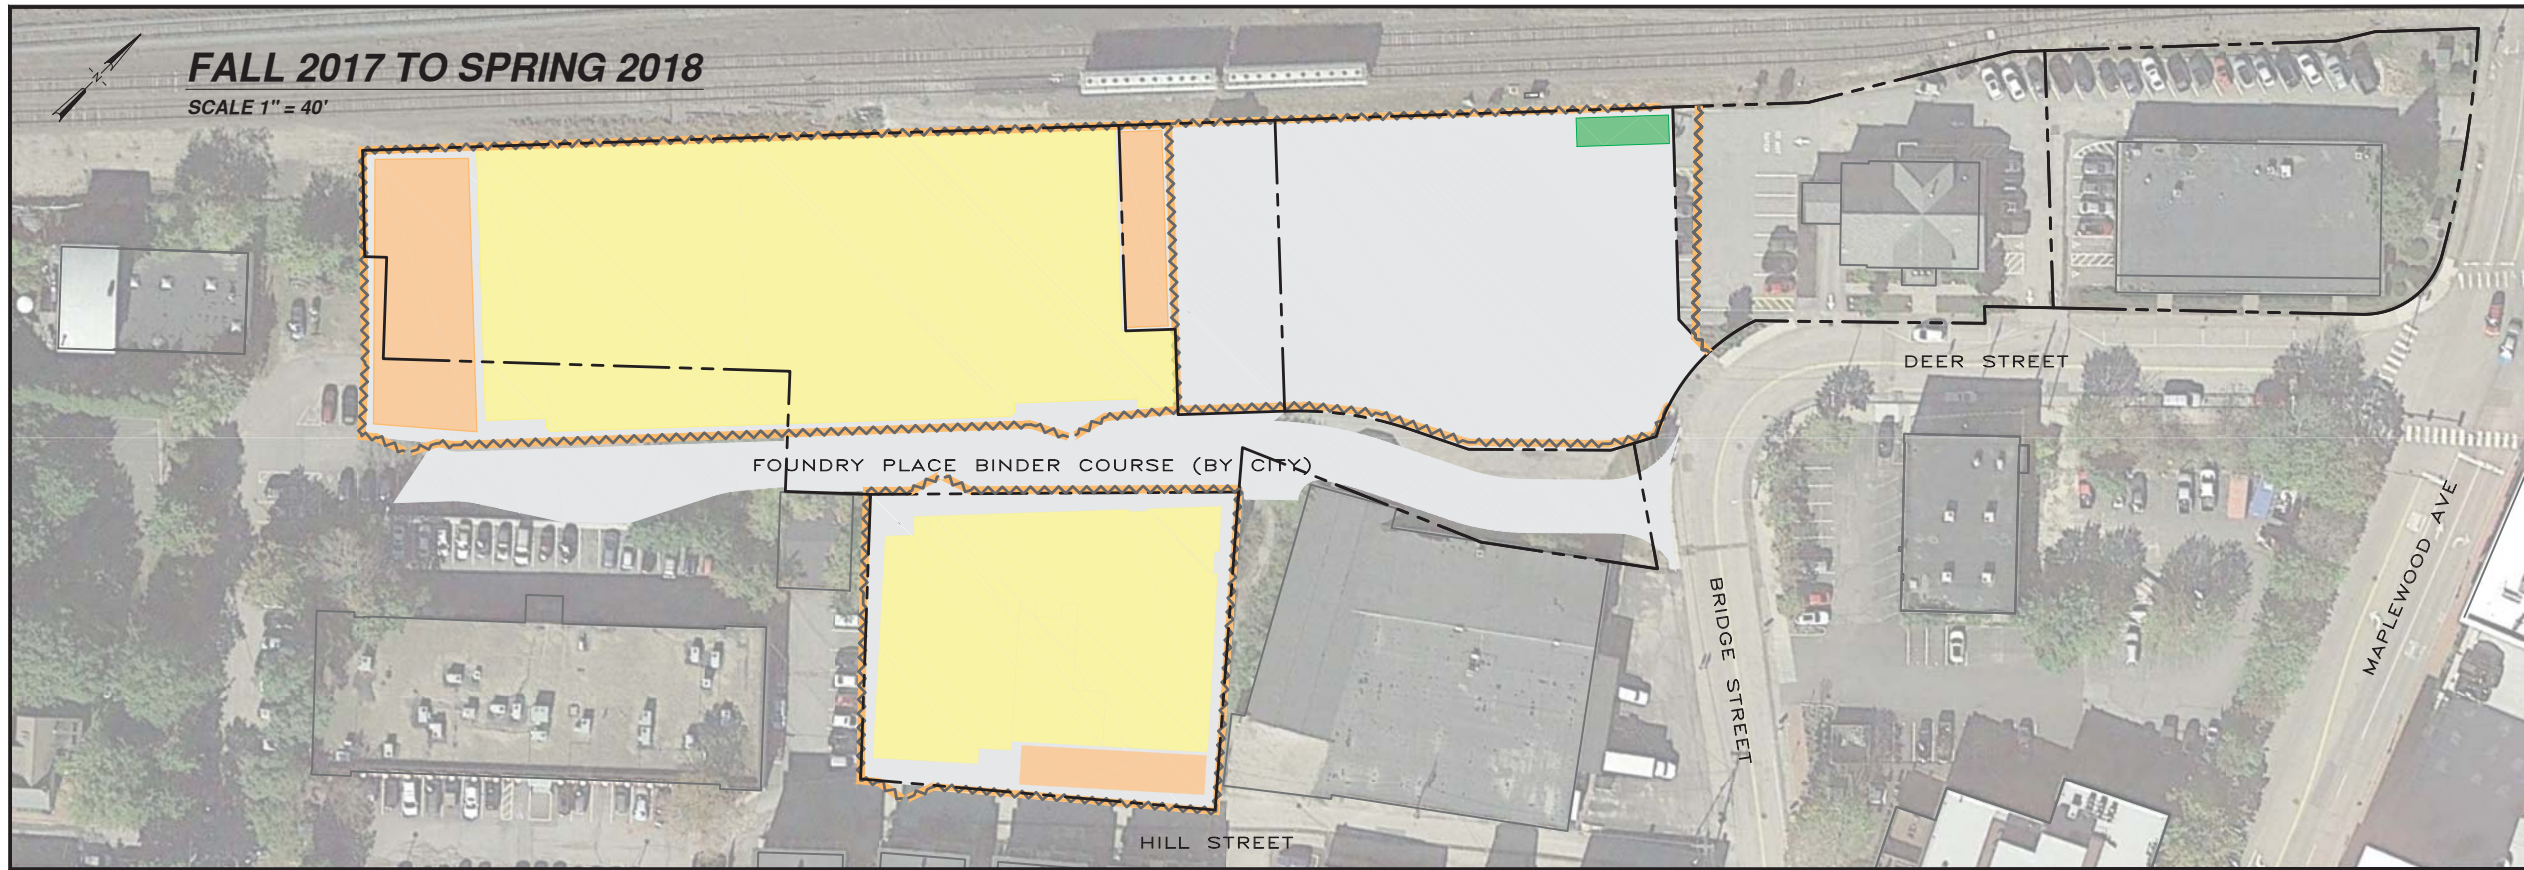 FALL 2017 TO SPRING 2018
SCALE 1" = 40'
N
DEER STREET
FOUNDRY PLACE BINDER COURSE (BY CITY)
BRIDGE STREET
MAPLEWOOD AVE
HILL STREET